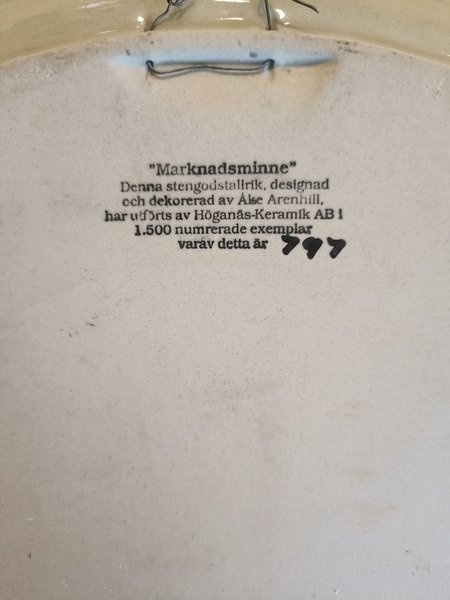 "Marknadsminne"
Denna stengodstallrik, designad
och dekorerad av Åke Arenhill,
har utförts av Höganäs-Keramik AB i
1.500 numrerade exemplar
varav detta är 797